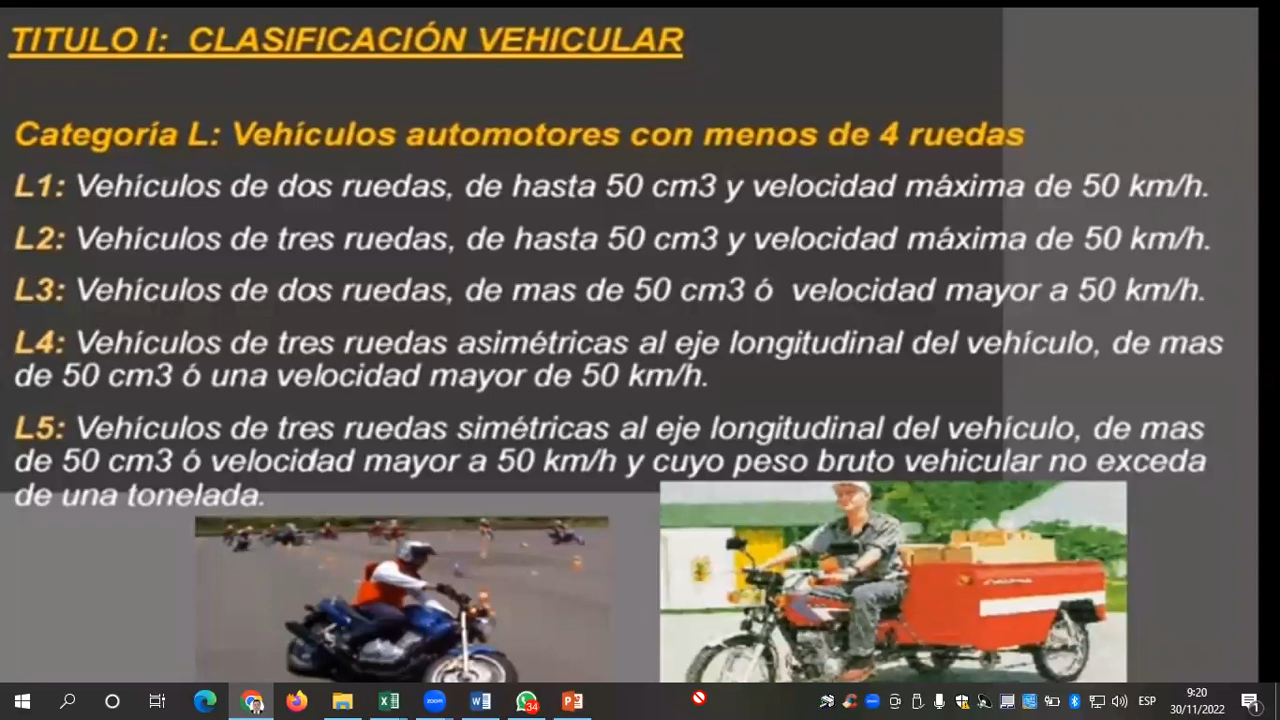 TITULO I: CLASIFICACIÓN VEHICULAR
Categoría L: Vehículos automotores con menos de 4 ruedas
L1: Vehículos de dos ruedas, de hasta 50 cm3 y velocidad máxima de 50 km/h.
L2: Vehículos de tres ruedas, de hasta 50 cm3 y velocidad máxima de 50 km/h.
L3: Vehículos de dos ruedas, de mas de 50 cm3 ó velocidad mayor a 50 km/h.
L4: Vehículos de tres ruedas asimétricas al eje longitudinal del vehículo, de mas
de 50 cm3 ó una velocidad mayor de 50 km/h.
L5: Vehículos de tres ruedas simétricas al eje longitudinal del vehículo, de mas
de 50 cm3 ó velocidad mayor a 50 km/h y cuyo peso bruto vehicular no exceda
de una tonelada.
zoom
34
ESP
9:20
30/11/2022
1